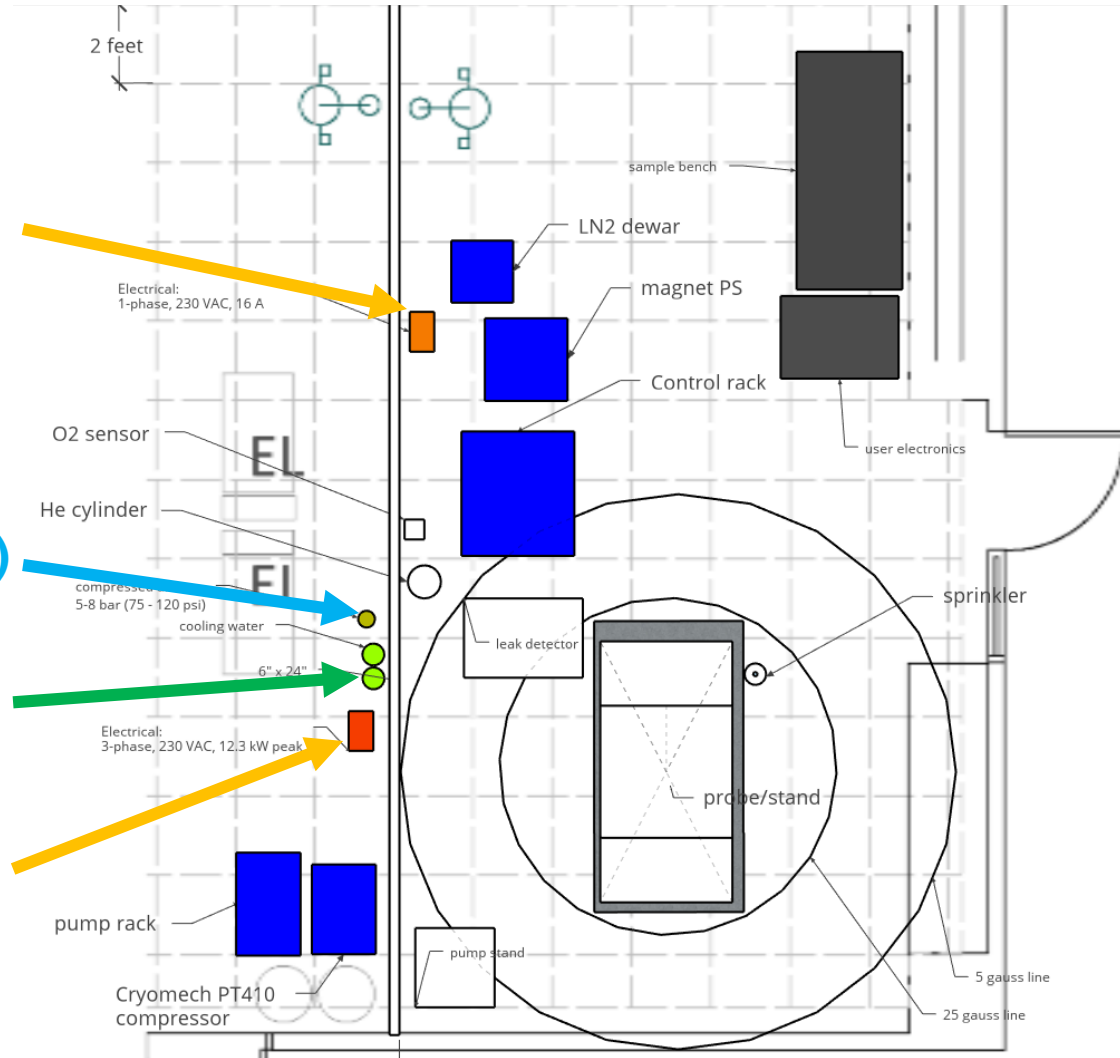 2 feet
sample bench
LN2 dewar
Electrical:
1-phase, 230 VAC, 16 A
magnet PS
Control rack
O2 sensor
EL
user electronics
He cylinder
EL
compressed
5-8 bar (75 - 120 psi)
sprinkler
cooling water
leak detector
6" x 24"
Electrical:
3-phase, 230 VAC, 12.3 kW peak
probe/stand
pump rack
pump stand
5 gauss line
Cryomech PT410
compressor
25 gauss line